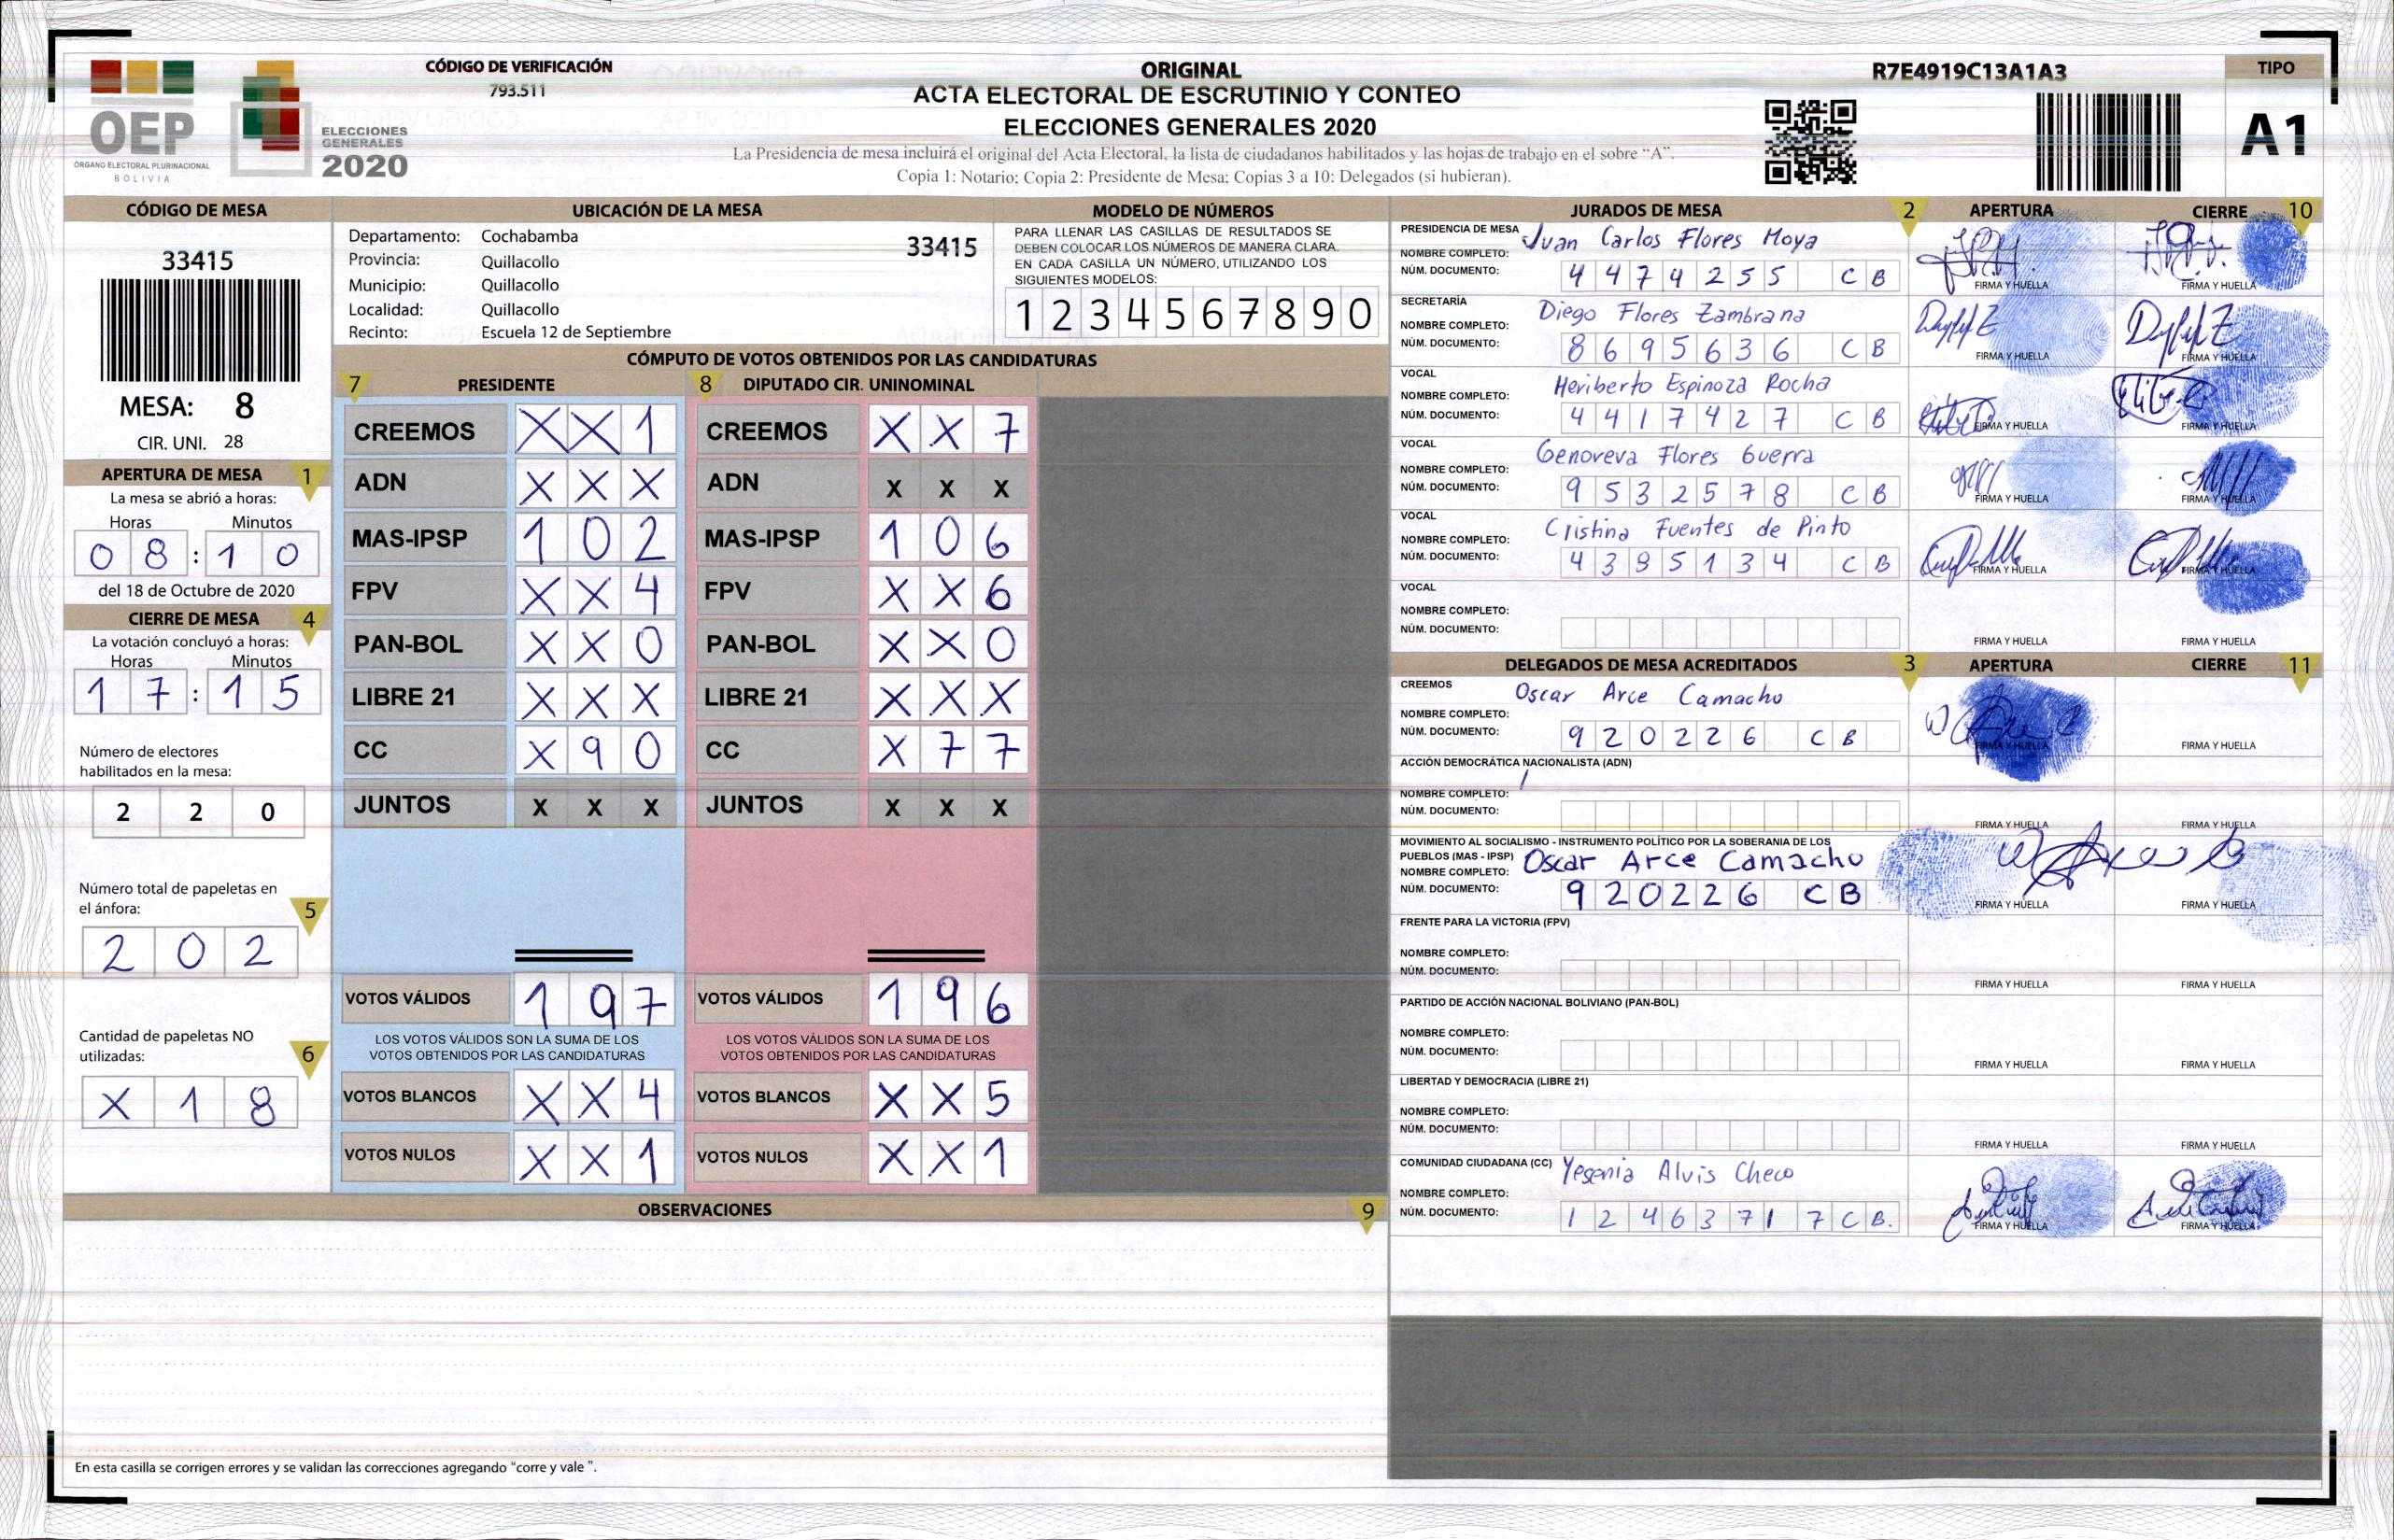 CÓDIGO DE VERIFICACIÓN
793.511
ORIGINAL
ACTA ELECTORAL DE ESCRUTINIO Y CONTEO
ELECCIONES GENERALES 2020
La Presidencia de mesa incluirá el original del Acta Electoral, la lista de ciudadanos habilitados y las hojas de trabajo en el sobre “A”.
Copia 1: Notario; Copia 2: Presidente de Mesa; Copias 3 a 10: Delegados (si hubieran).
R7E4919C13A1A3
TIPO
A1
OEP
ÓRGANO ELECTORAL PLURINACIONAL
BOLIVIA
ELECCIONES
GENERALES
2020
CÓDIGO DE MESA
33415
MESA: 8
CIR. UNI. 28
APERTURA DE MESA 1
La mesa se abrió a horas:
Horas Minutos
0 8 : 1 0
del 18 de Octubre de 2020
CIERRE DE MESA 4
La votación concluyó a horas:
Horas Minutos
1 7 : 1 5
Número de electores
habilitados en la mesa:
2 2 0
Número total de papeletas en
el ánfora: 5
2 0 2
Cantidad de papeletas NO
utilizadas: 6
X 1 8
UBICACIÓN DE LA MESA
Departamento: Cochabamba 33415
Provincia: Quillacollo
Municipio: Quillacollo
Localidad: Quillacollo
Recinto: Escuela 12 de Septiembre
MODELO DE NÚMEROS
PARA LLENAR LAS CASILLAS DE RESULTADOS SE
DEBEN COLOCAR LOS NÚMEROS DE MANERA CLARA.
EN CADA CASILLA UN NÚMERO, UTILIZANDO LOS
SIGUIENTES MODELOS:
1 2 3 4 5 6 7 8 9 0
CÓMPUTO DE VOTOS OBTENIDOS POR LAS CANDIDATURAS
7 PRESIDENTE 8 DIPUTADO CIR. UNINOMINAL
CREEMOS X X 1 CREEMOS X X 7
ADN X X X ADN X X X
MAS-IPSP 1 0 2 MAS-IPSP 1 0 6
FPV X X 4 FPV X X 6
PAN-BOL X X 0 PAN-BOL X X 0
LIBRE 21 X X X LIBRE 21 X X X
CC X 9 0 CC X 7 7
JUNTOS X X X JUNTOS X X X
VOTOS VÁLIDOS 1 9 7 VOTOS VÁLIDOS 1 9 6
LOS VOTOS VÁLIDOS SON LA SUMA DE LOS LOS VOTOS VÁLIDOS SON LA SUMA DE LOS
VOTOS OBTENIDOS POR LAS CANDIDATURAS VOTOS OBTENIDOS POR LAS CANDIDATURAS
VOTOS BLANCOS X X 4 VOTOS BLANCOS X X 5
VOTOS NULOS X X 1 VOTOS NULOS X X 1
OBSERVACIONES 9
En esta casilla se corrigen errores y se validan las correcciones agregando “corre y vale ”.
JURADOS DE MESA 2 APERTURA CIERRE 10
PRESIDENCIA DE MESA Juan Carlos Flores Moya
NOMBRE COMPLETO:
NÚM. DOCUMENTO: 4 4 7 4 2 5 5 C B FIRMA Y HUELLA FIRMA Y HUELLA
SECRETARÍA Diego Flores Zambrana
NOMBRE COMPLETO:
NÚM. DOCUMENTO: 8 6 9 5 6 3 6 C B FIRMA Y HUELLA FIRMA Y HUELLA
VOCAL Heriberto Espinoza Rocha
NOMBRE COMPLETO:
NÚM. DOCUMENTO: 4 4 1 7 4 2 7 C B FIRMA Y HUELLA FIRMA Y HUELLA
VOCAL Genoveva Flores Guerra
NOMBRE COMPLETO:
NÚM. DOCUMENTO: 9 5 3 2 5 7 8 C B FIRMA Y HUELLA FIRMA Y HUELLA
VOCAL Cristina Fuentes de Pinto
NOMBRE COMPLETO:
NÚM. DOCUMENTO: 4 3 9 5 1 3 4 C B FIRMA Y HUELLA FIRMA Y HUELLA
VOCAL
NOMBRE COMPLETO:
NÚM. DOCUMENTO: FIRMA Y HUELLA FIRMA Y HUELLA
DELEGADOS DE MESA ACREDITADOS 3 APERTURA CIERRE 11
CREEMOS Oscar Arce Camacho
NOMBRE COMPLETO:
NÚM. DOCUMENTO: 9 2 0 2 2 6 C B FIRMA Y HUELLA FIRMA Y HUELLA
ACCIÓN DEMOCRÁTICA NACIONALISTA (ADN)
NOMBRE COMPLETO:
NÚM. DOCUMENTO: FIRMA Y HUELLA FIRMA Y HUELLA
MOVIMIENTO AL SOCIALISMO - INSTRUMENTO POLÍTICO POR LA SOBERANIA DE LOS
PUEBLOS (MAS - IPSP) Oscar Arce Camacho
NOMBRE COMPLETO:
NÚM. DOCUMENTO: 9 2 0 2 2 6 C B FIRMA Y HUELLA FIRMA Y HUELLA
FRENTE PARA LA VICTORIA (FPV)
NOMBRE COMPLETO:
NÚM. DOCUMENTO: FIRMA Y HUELLA FIRMA Y HUELLA
PARTIDO DE ACCIÓN NACIONAL BOLIVIANO (PAN-BOL)
NOMBRE COMPLETO:
NÚM. DOCUMENTO: FIRMA Y HUELLA FIRMA Y HUELLA
LIBERTAD Y DEMOCRACIA (LIBRE 21)
NOMBRE COMPLETO:
NÚM. DOCUMENTO: FIRMA Y HUELLA FIRMA Y HUELLA
COMUNIDAD CIUDADANA (CC) Yesenia Alvis Checo
NOMBRE COMPLETO:
NÚM. DOCUMENTO: 1 2 4 6 3 7 1 7 C B. FIRMA Y HUELLA FIRMA Y HUELLA